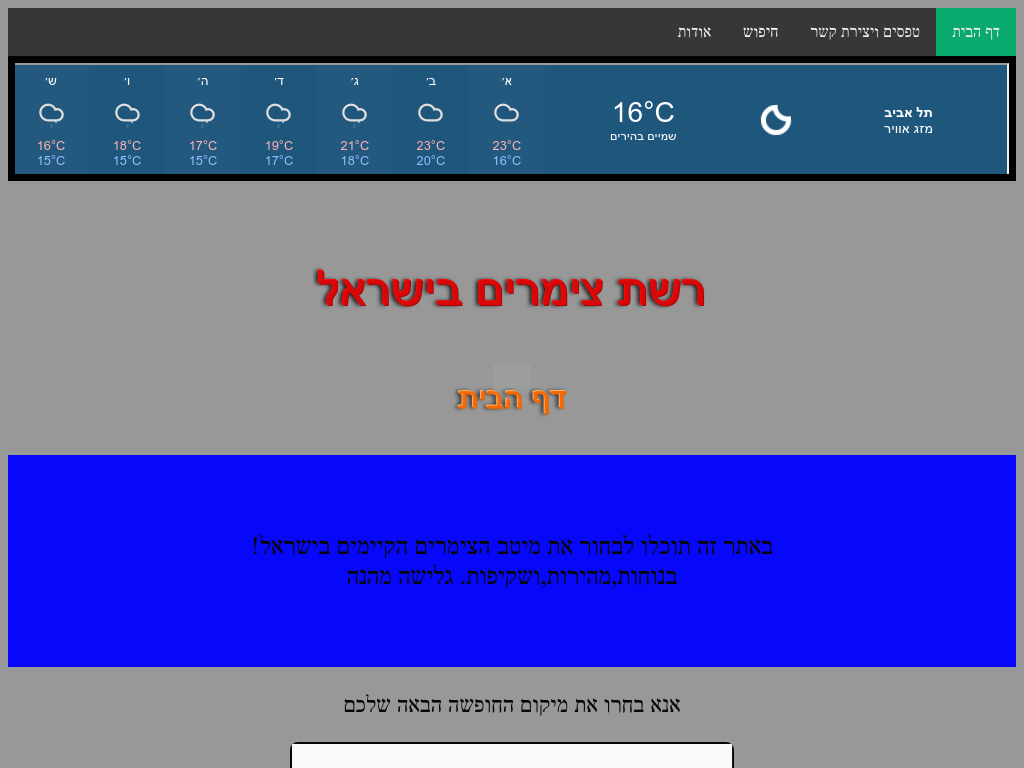 דף הבית
טפסים ויצירת קשר
חיפוש
אודות
תל אביב
מזג אוויר
16°C
שמיים בהירים
א׳ ב׳ ג׳ ד׳ ה׳ ו׳ ש׳
23°C 23°C 21°C 19°C 17°C 18°C 16°C
16°C 20°C 18°C 17°C 15°C 15°C 15°C
רשת צימרים בישראל
דף הבית
באתר זה תוכלו לבחור את מיטב הצימרים הקיימים בישראל!
בנוחות,מהירות,ושקיפות. גלישה מהנה
אנא בחרו את מיקום החופשה הבאה שלכם